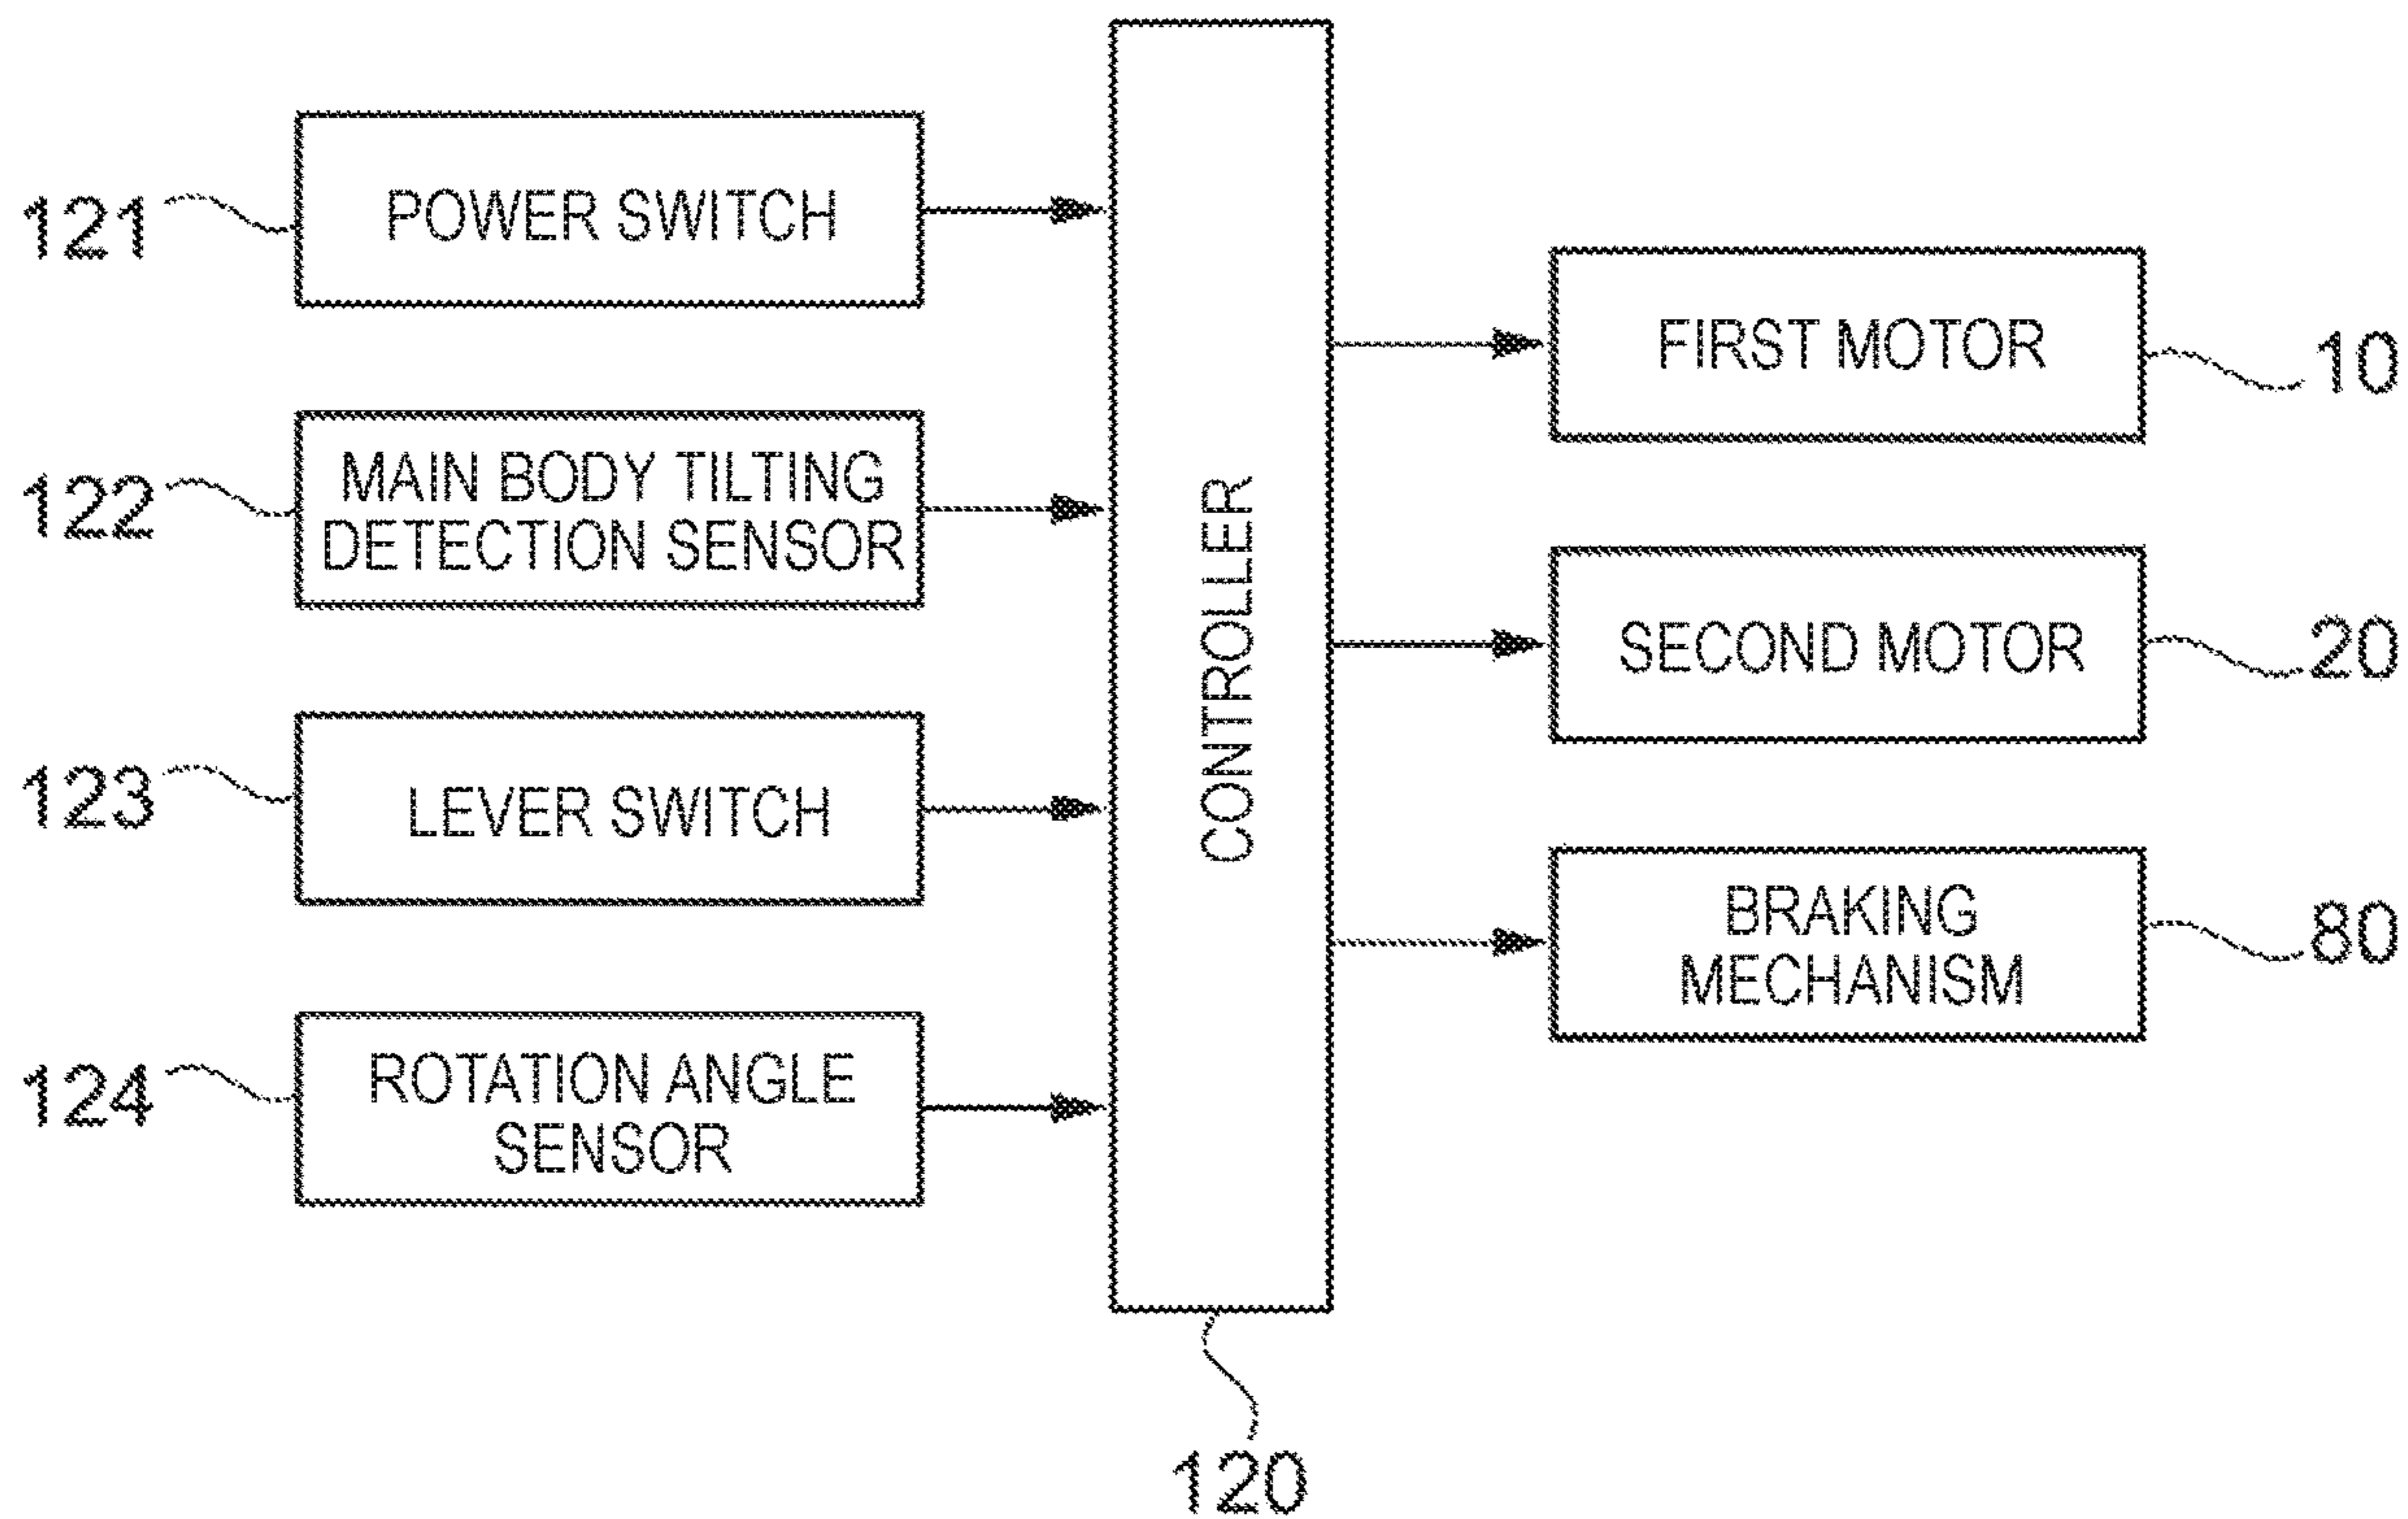 121
POWER SWITCH
122
MAIN BODY TILTING
DETECTION SENSOR
123
LEVER SWITCH
124
ROTATION ANGLE
SENSOR
CONTROLLER
120
FIRST MOTOR
10
SECOND MOTOR
20
BRAKING
MECHANISM
80